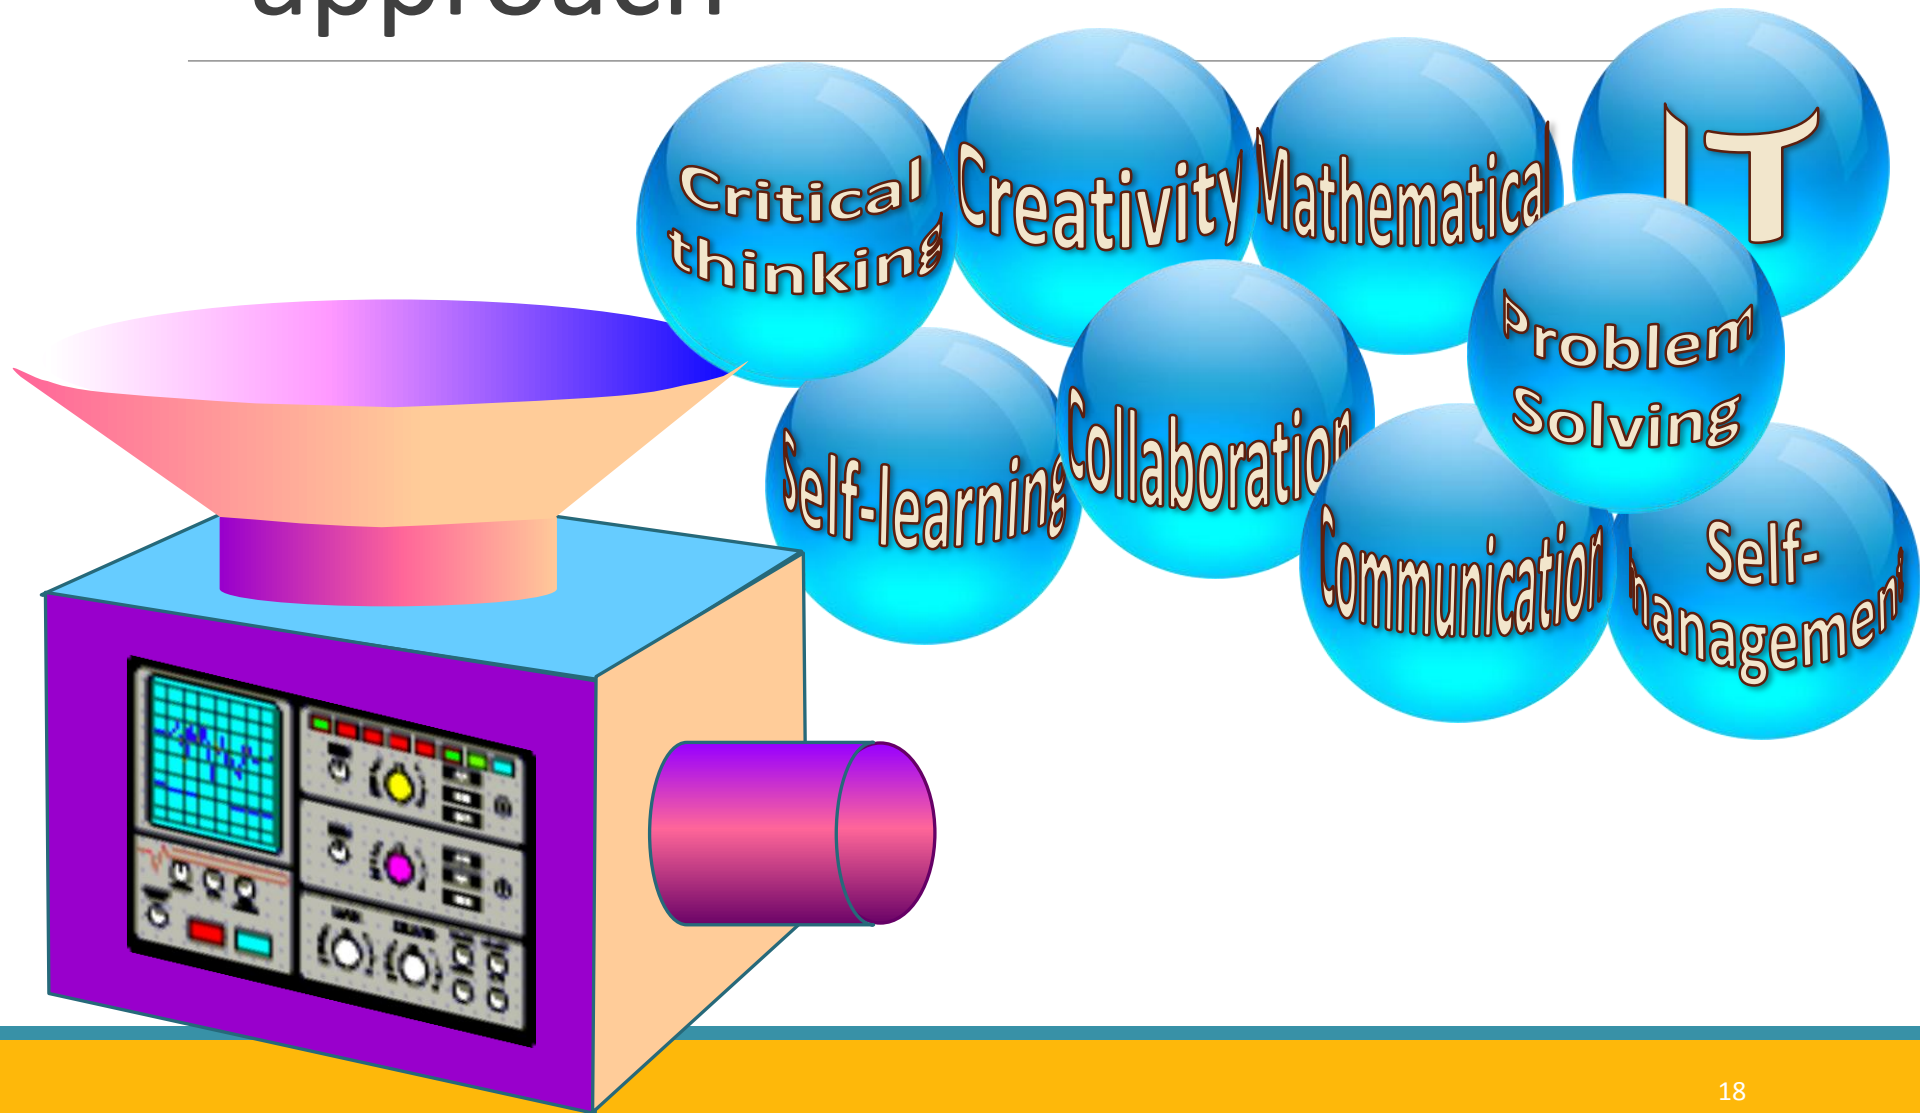 approach
Critical
thinking
Creativity
Mathematical
IT
Problem
Solving
Self-learning
Collaboration
Communication
Self-
management
18